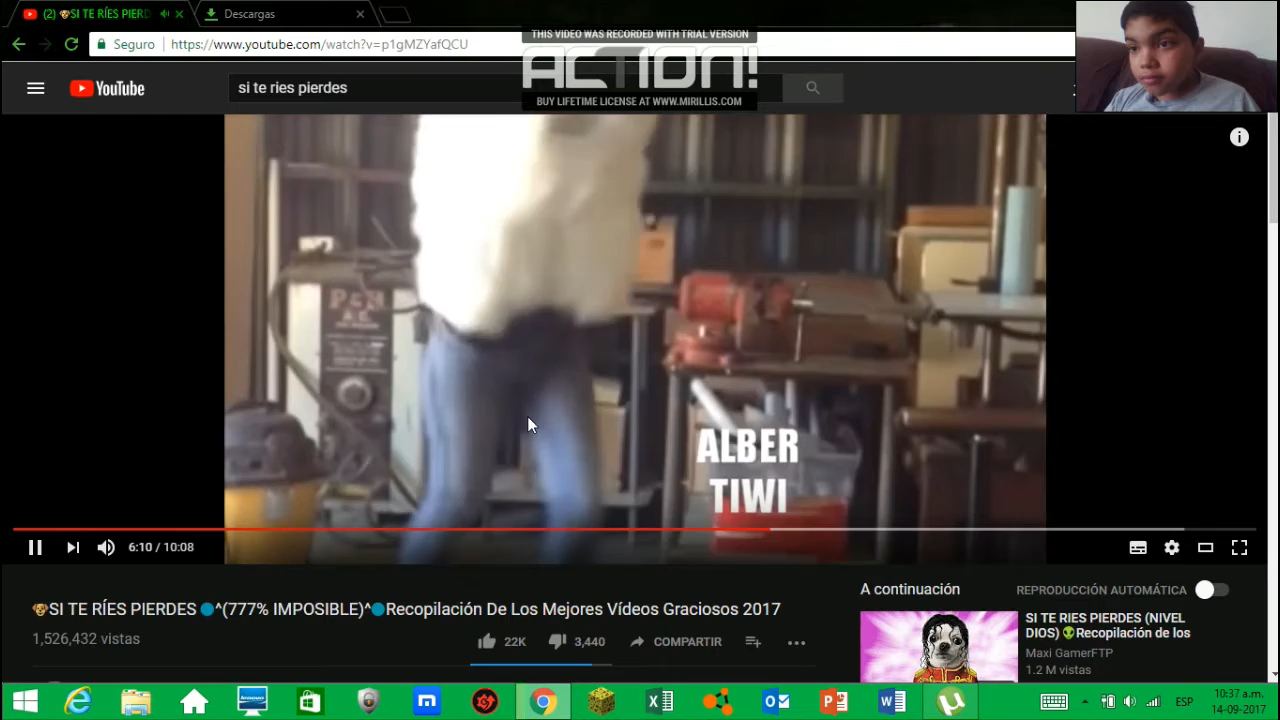 (2) SI TE RÍES PIERD
Descargas
Seguro
https://www.youtube.com/watch?v=p1gMZYafQCU
THIS VIDEO WAS RECORDED WITH TRIAL VERSION
ACTION!
BUY LIFETIME LICENSE AT WWW.MIRILLIS.COM
YouTube
si te ries pierdes
ALBER
TIWI
6:10 / 10:08
SI TE RÍES PIERDES ^(777% IMPOSIBLE)^ Recopilación De Los Mejores Vídeos Graciosos 2017
1,526,432 vistas
22K
3,440
COMPARTIR
A continuación
REPRODUCCIÓN AUTOMÁTICA
SI TE RIES PIERDES (NIVEL
DIOS) Recopilación de los
Maxi GamerFTP
1.2 M vistas
ESP
10:37 a.m.
14-09-2017